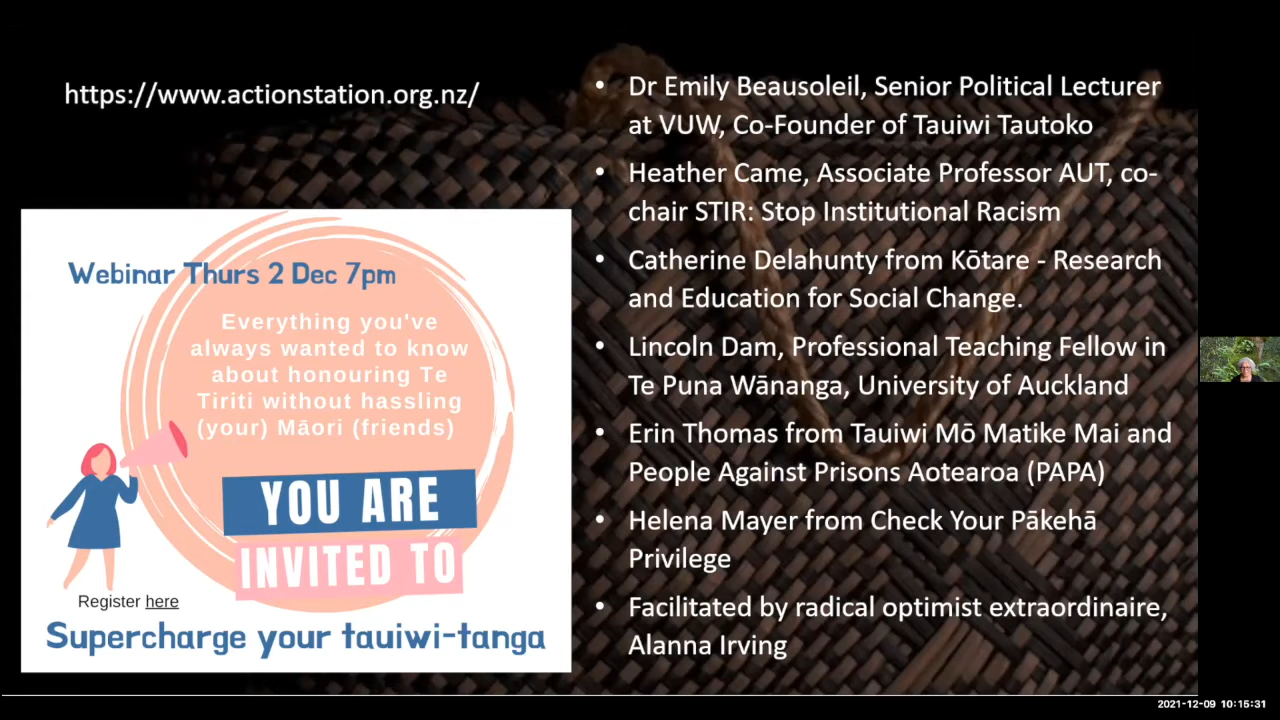 https://www.actionstation.org.nz/
Webinar Thurs 2 Dec 7pm
Everything you've
always wanted to know
about honouring Te
Tiriti without hassling
(your) Māori (friends)
YOU ARE
INVITED TO
Register here
Supercharge your tauiwi-tanga
• Dr Emily Beausoleil, Senior Political Lecturer
at VUW, Co-Founder of Tauiwi Tautoko
• Heather Came, Associate Professor AUT, co-
chair STIR: Stop Institutional Racism
• Catherine Delahunty from Kōtare - Research
and Education for Social Change.
• Lincoln Dam, Professional Teaching Fellow in
Te Puna Wānanga, University of Auckland
• Erin Thomas from Tauiwi Mō Matike Mai and
People Against Prisons Aotearoa (PAPA)
• Helena Mayer from Check Your Pākehā
Privilege
• Facilitated by radical optimist extraordinaire,
Alanna Irving
2021-12-09 10:15:31